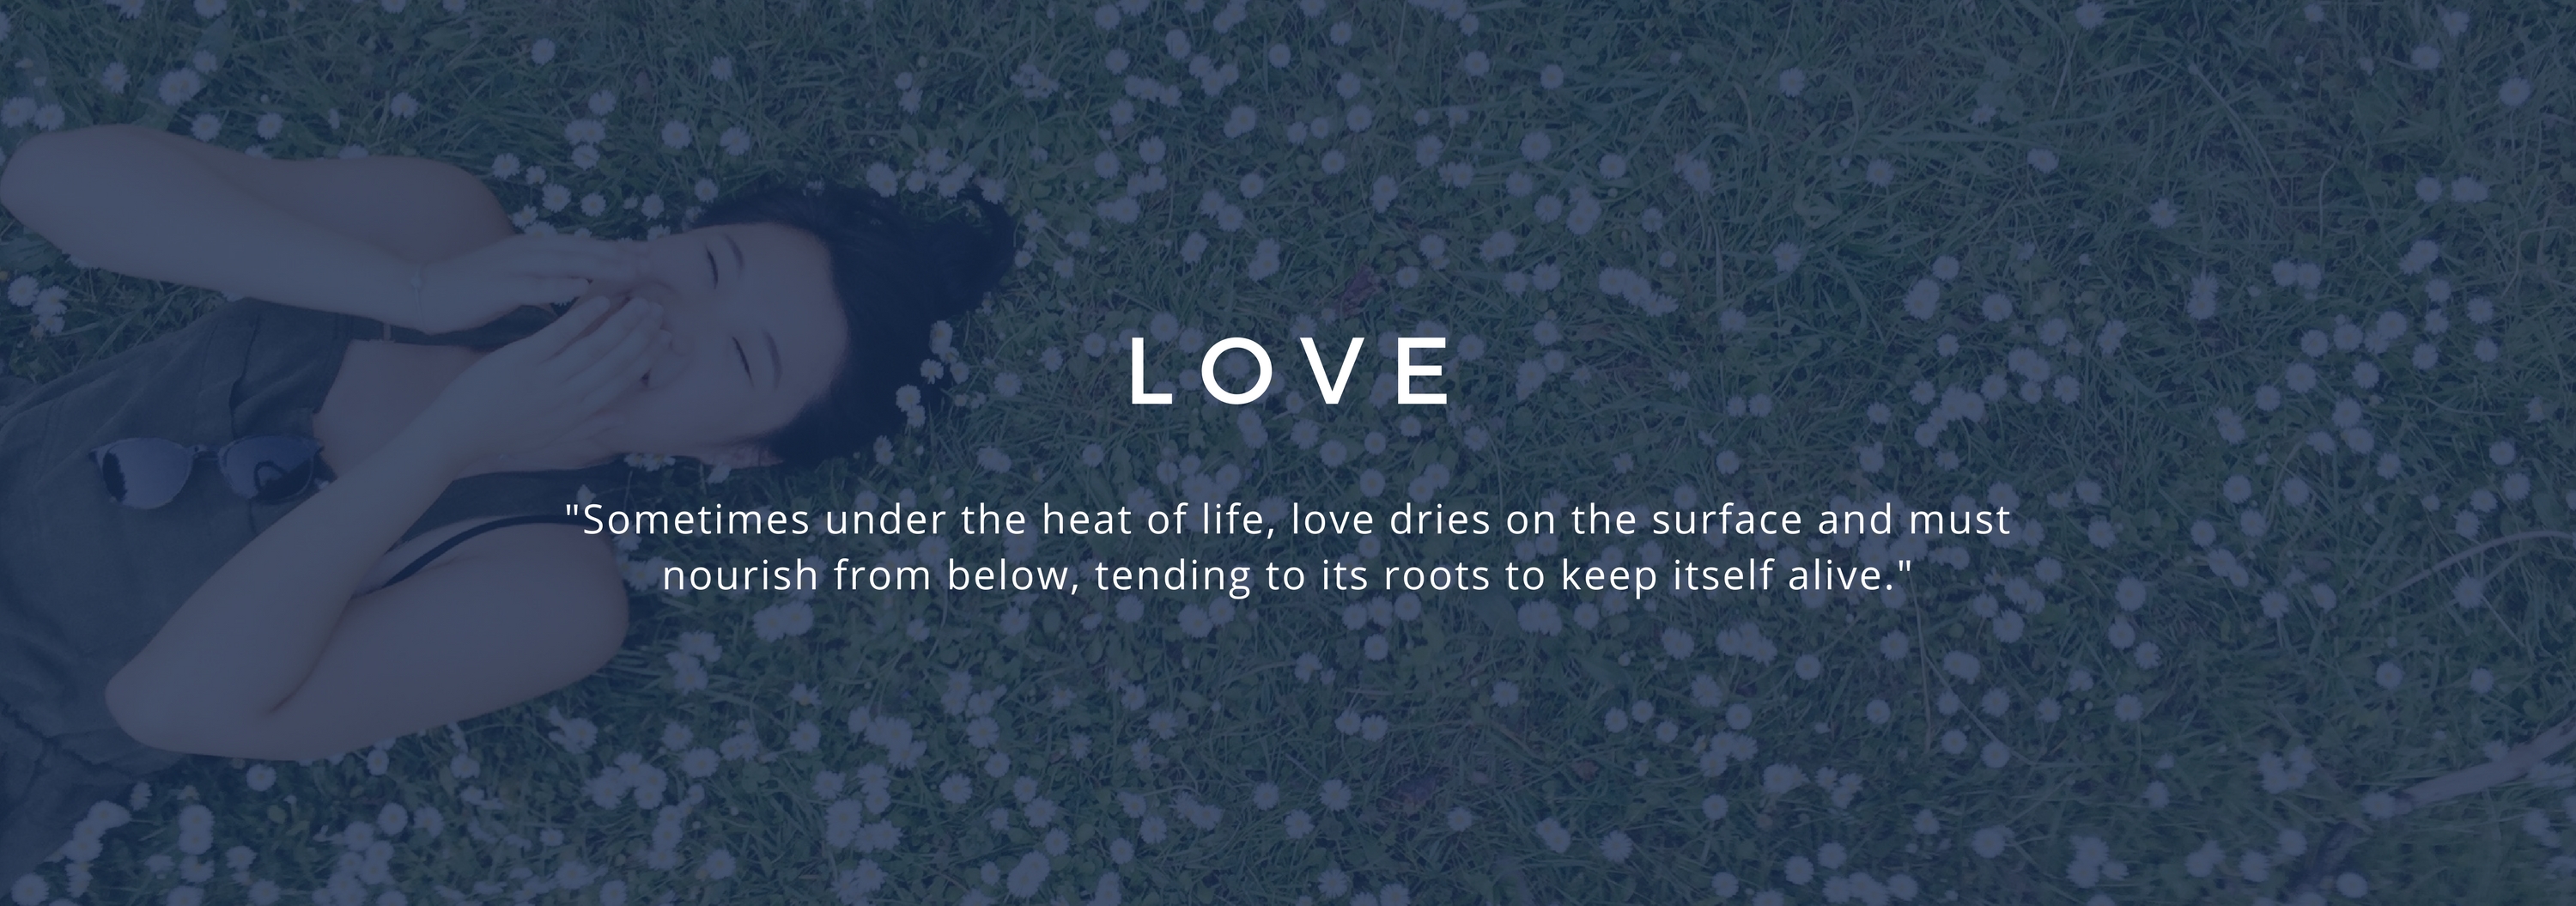 LOVE
"Sometimes under the heat of life, love dries on the surface and must
nourish from below, tending to its roots to keep itself alive."